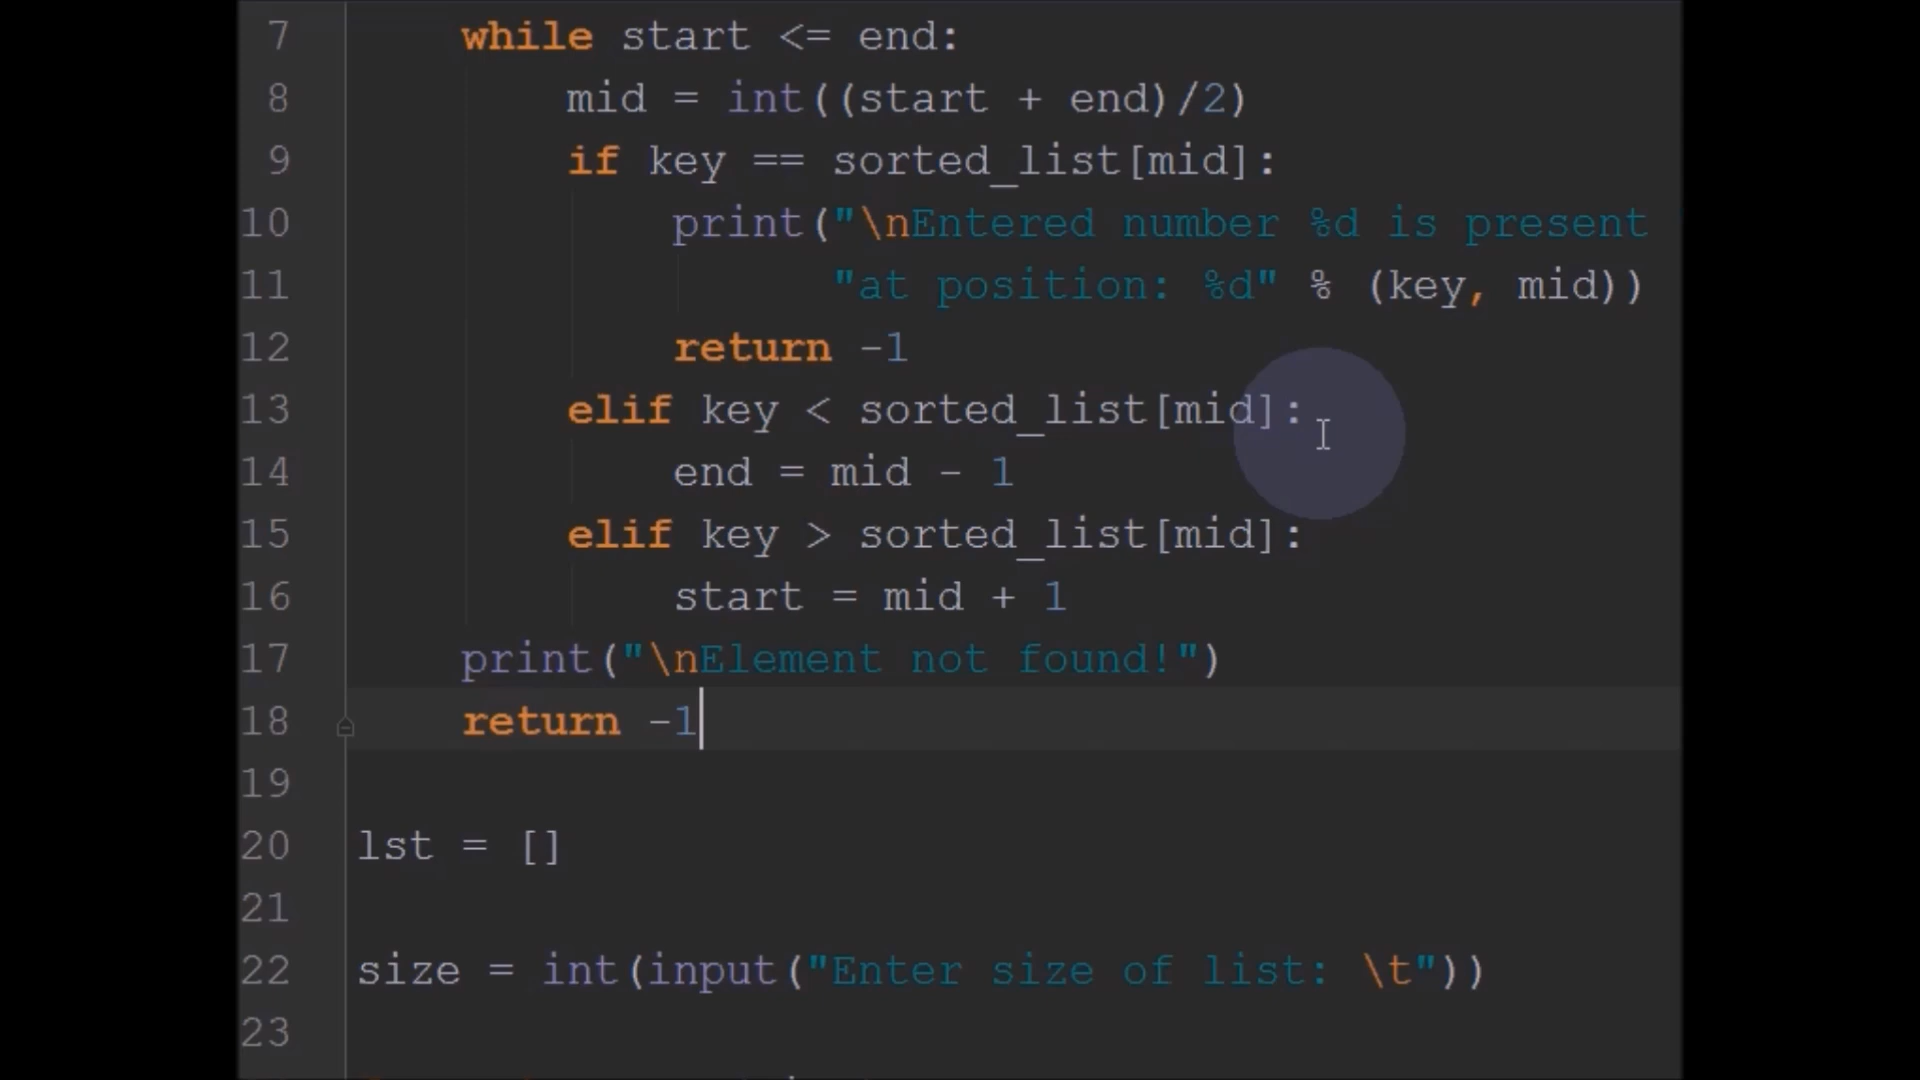 7 while start <= end:
8 mid = int((start + end)/2)
9 if key == sorted_list[mid]:
10 print("\nEntered number %d is present
11 "at position: %d" % (key, mid))
12 return -1
13 elif key < sorted_list[mid]:
14 end = mid - 1
15 elif key > sorted_list[mid]:
16 start = mid + 1
17 print("\nElement not found!")
18 return -1
19
20 lst = []
21
22 size = int(input("Enter size of list: \t"))
23